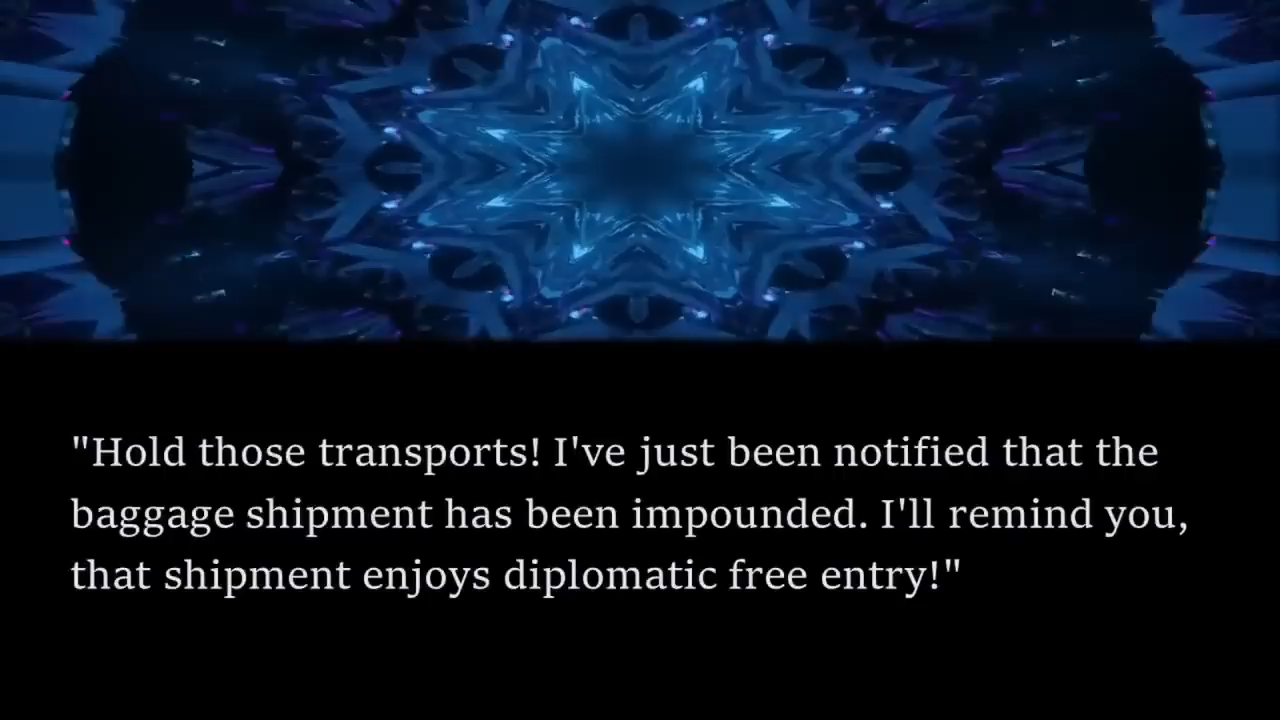 "Hold those transports! I've just been notified that the
baggage shipment has been impounded. I'll remind you,
that shipment enjoys diplomatic free entry!"